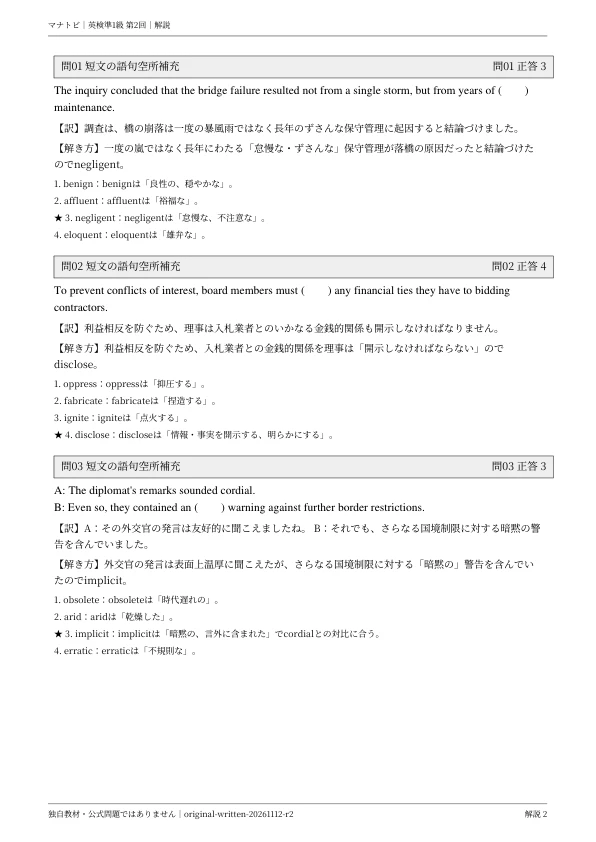 マナトビ｜英検準1級 第2回｜解説
問01 短文の語句空所補充 問01 正答 3
The inquiry concluded that the bridge failure resulted not from a single storm, but from years of (　　)
maintenance.
【訳】調査は、橋の崩落は一度の暴風雨ではなく長年のずさんな保守管理に起因すると結論づけました。
【解き方】一度の嵐ではなく長年にわたる「怠慢な・ずさんな」保守管理が落橋の原因だったと結論づけた
のでnegligent。
1. benign：benignは「良性の、穏やかな」。
2. affluent：affluentは「裕福な」。
★ 3. negligent：negligentは「怠慢な、不注意な」。
4. eloquent：eloquentは「雄弁な」。
問02 短文の語句空所補充 問02 正答 4
To prevent conflicts of interest, board members must (　　) any financial ties they have to bidding
contractors.
【訳】利益相反を防ぐため、理事は入札業者とのいかなる金銭的関係も開示しなければなりません。
【解き方】利益相反を防ぐため、入札業者との金銭的関係を理事は「開示しなければならない」ので
disclose。
1. oppress：oppressは「抑圧する」。
2. fabricate：fabricateは「捏造する」。
3. ignite：igniteは「点火する」。
★ 4. disclose：discloseは「情報・事実を開示する、明らかにする」。
問03 短文の語句空所補充 問03 正答 3
A: The diplomat's remarks sounded cordial.
B: Even so, they contained an (　　) warning against further border restrictions.
【訳】A：その外交官の発言は友好的に聞こえましたね。 B：それでも、さらなる国境制限に対する暗黙の警
告を含んでいました。
【解き方】外交官の発言は表面上温厚に聞こえたが、さらなる国境制限に対する「暗黙の」警告を含んでい
たのでimplicit。
1. obsolete：obsoleteは「時代遅れの」。
2. arid：aridは「乾燥した」。
★ 3. implicit：implicitは「暗黙の、言外に含まれた」でcordialとの対比に合う。
4. erratic：erraticは「不規則な」。
独自教材・公式問題ではありません｜original-written-20261112-r2 解説 2